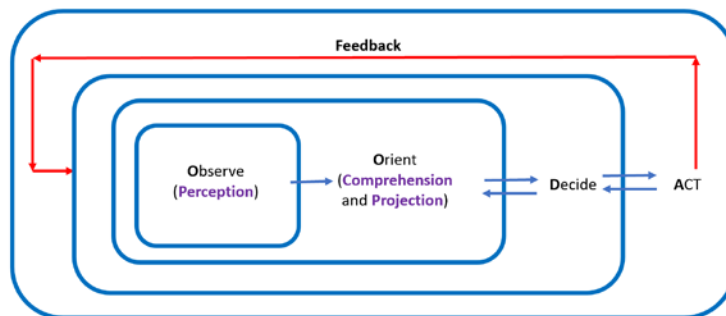 Feedback
Observe
(Perception)
Orient
(Comprehension
and Projection)
Decide
ACT